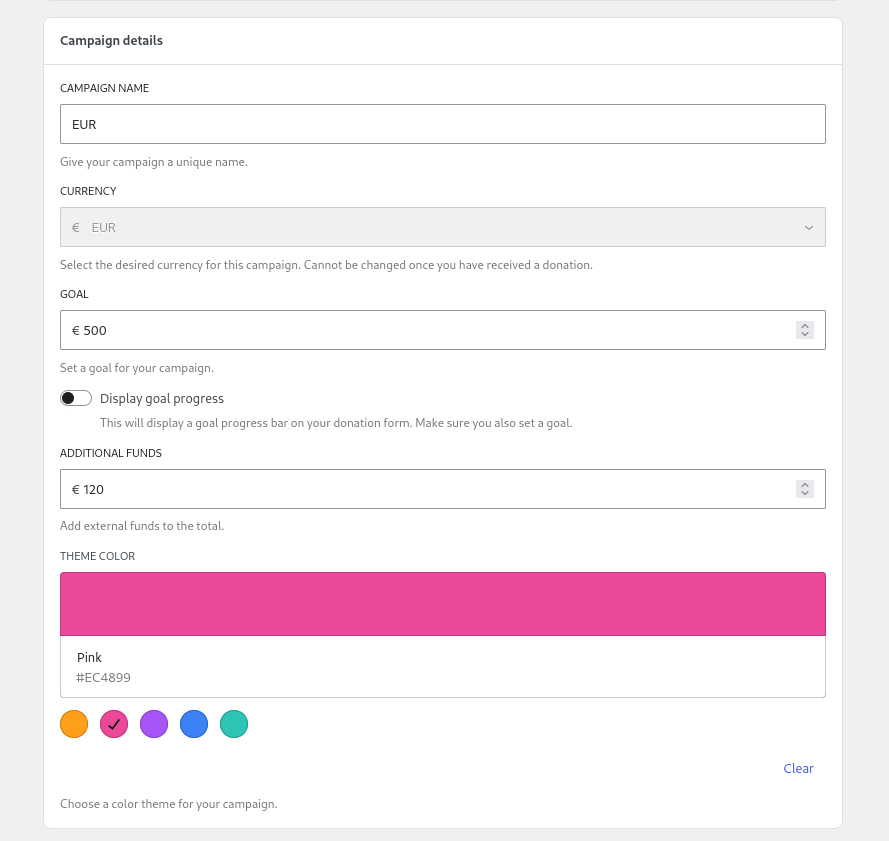 Campaign details
CAMPAIGN NAME
EUR
Give your campaign a unique name.
CURRENCY
€ EUR
Select the desired currency for this campaign. Cannot be changed once you have received a donation.
GOAL
€ 500
Set a goal for your campaign.
Display goal progress
This will display a goal progress bar on your donation form. Make sure you also set a goal.
ADDITIONAL FUNDS
€ 120
Add external funds to the total.
THEME COLOR
Pink
#EC4899
Clear
Choose a color theme for your campaign.